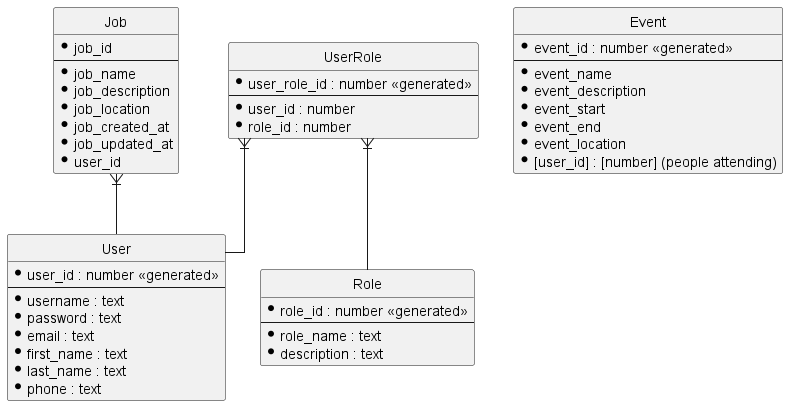 Job
job_id
job_name
job_description
job_location
job_created_at
job_updated_at
user_id
UserRole
user_role_id : number «generated»
user_id : number
role_id : number
Event
event_id : number «generated»
event_name
event_description
event_start
event_end
event_location
[user_id] : [number] (people attending)
User
user_id : number «generated»
username : text
password : text
email : text
first_name : text
last_name : text
phone : text
Role
role_id : number «generated»
role_name : text
description : text